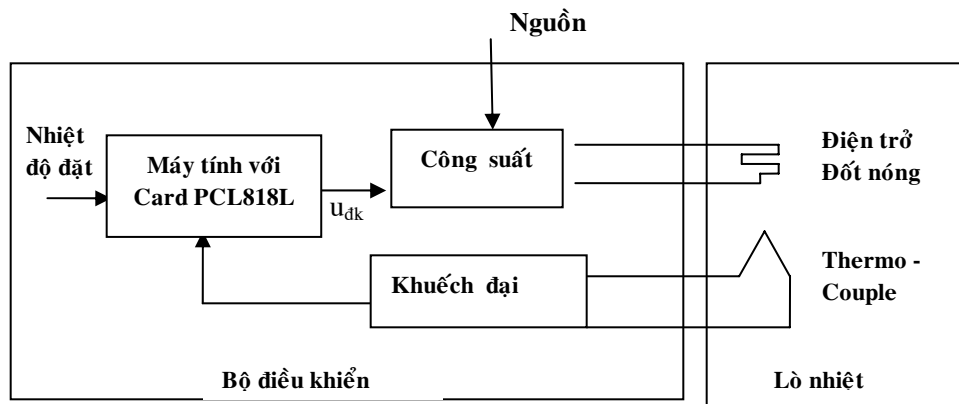 Nguồn
Nhiệt
độ đặt
Máy tính với
Card PCL818L
uđk
Công suất
Điện trở
Đốt nóng
Khuếch đại
Thermo -
Couple
Bộ điều khiển
Lò nhiệt